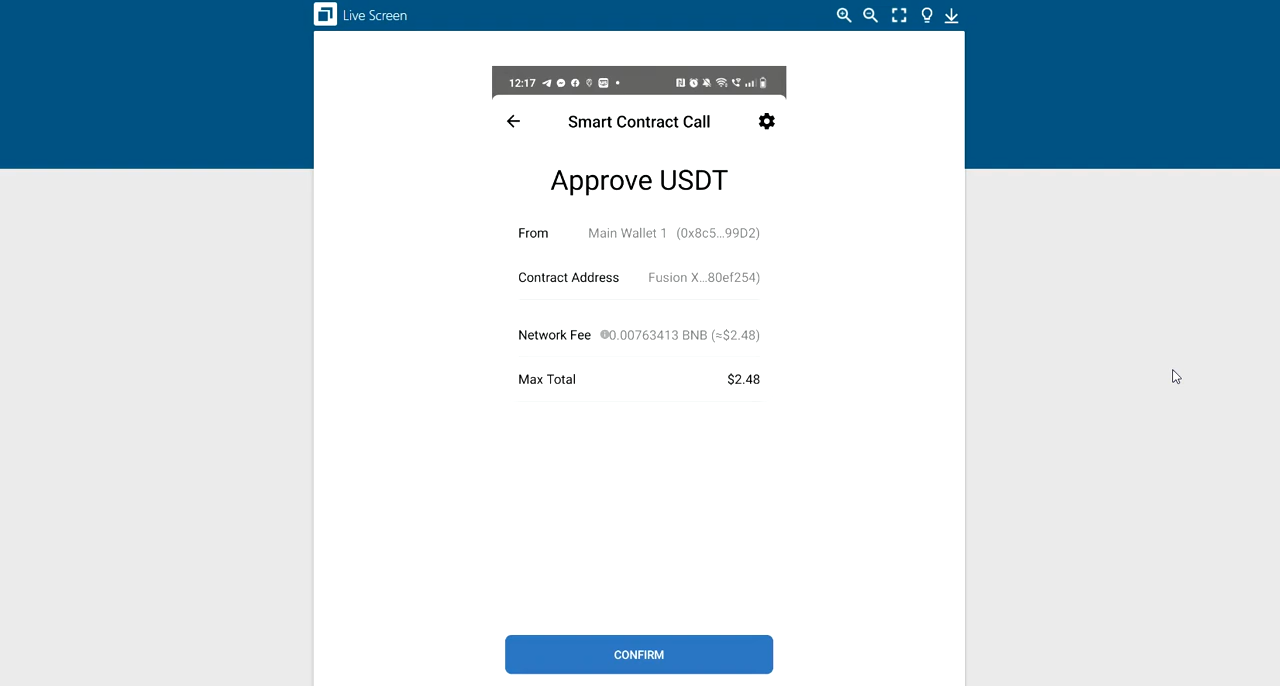 Live Screen
12:17
Smart Contract Call
Approve USDT
From Main Wallet 1 (0x8c5...99D2)
Contract Address Fusion X...80ef254)
Network Fee 0.00763413 BNB (≈$2.48)
Max Total $2.48
CONFIRM